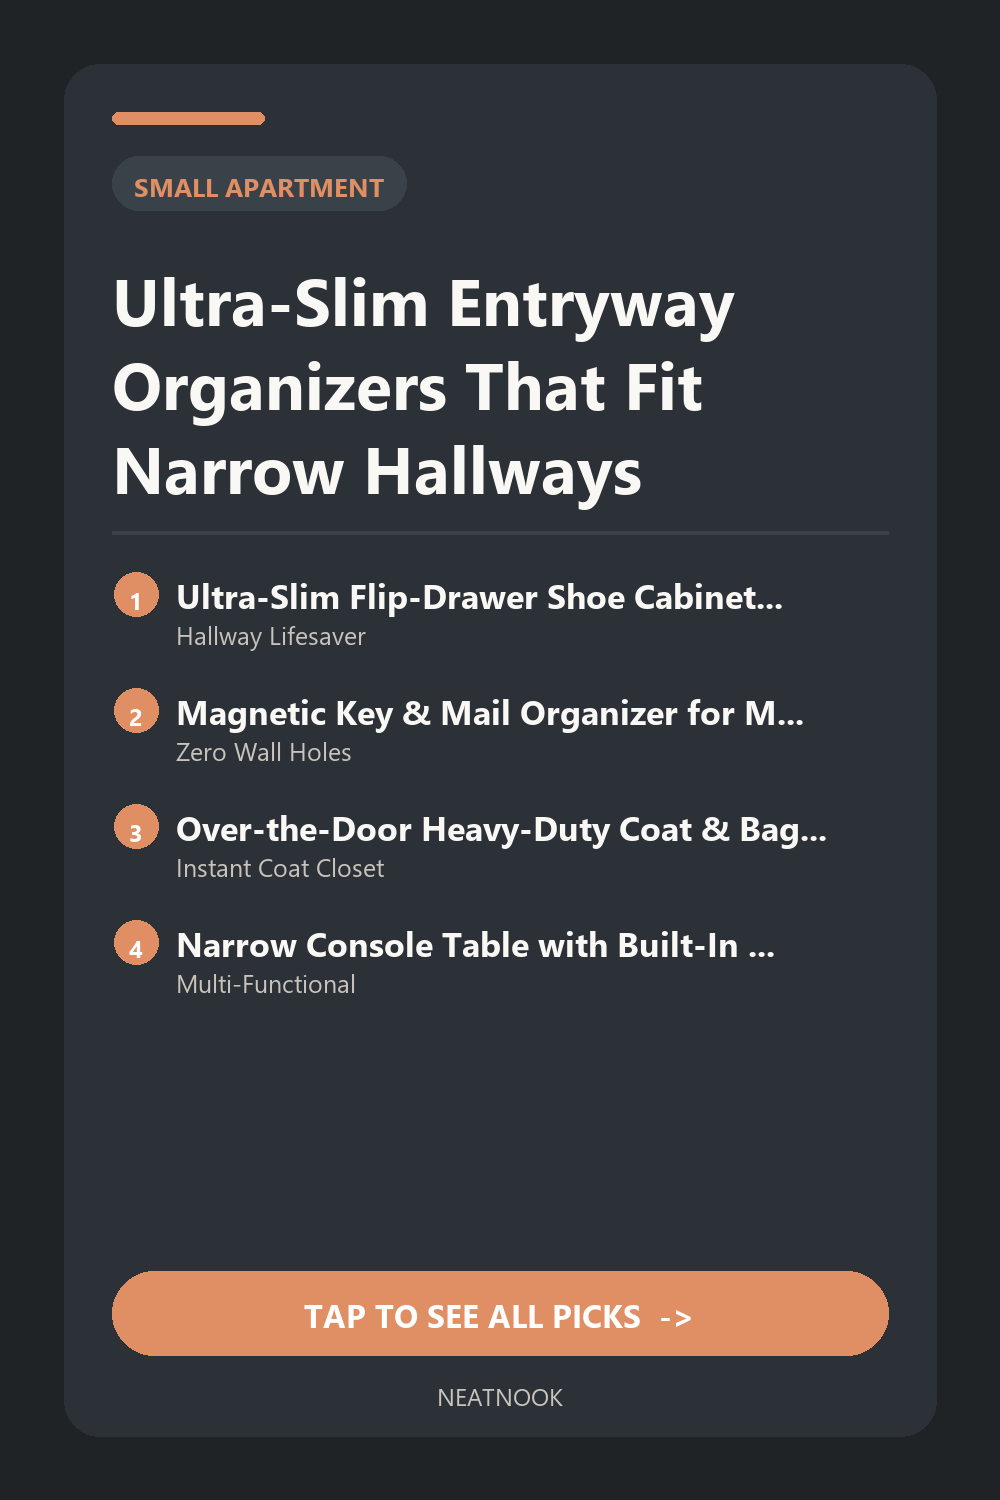 SMALL APARTMENT
Ultra-Slim Entryway
Organizers That Fit
Narrow Hallways
1 Ultra-Slim Flip-Drawer Shoe Cabinet...
Hallway Lifesaver
2 Magnetic Key & Mail Organizer for M...
Zero Wall Holes
3 Over-the-Door Heavy-Duty Coat & Bag...
Instant Coat Closet
4 Narrow Console Table with Built-In ...
Multi-Functional
TAP TO SEE ALL PICKS ->
NEATNOOK